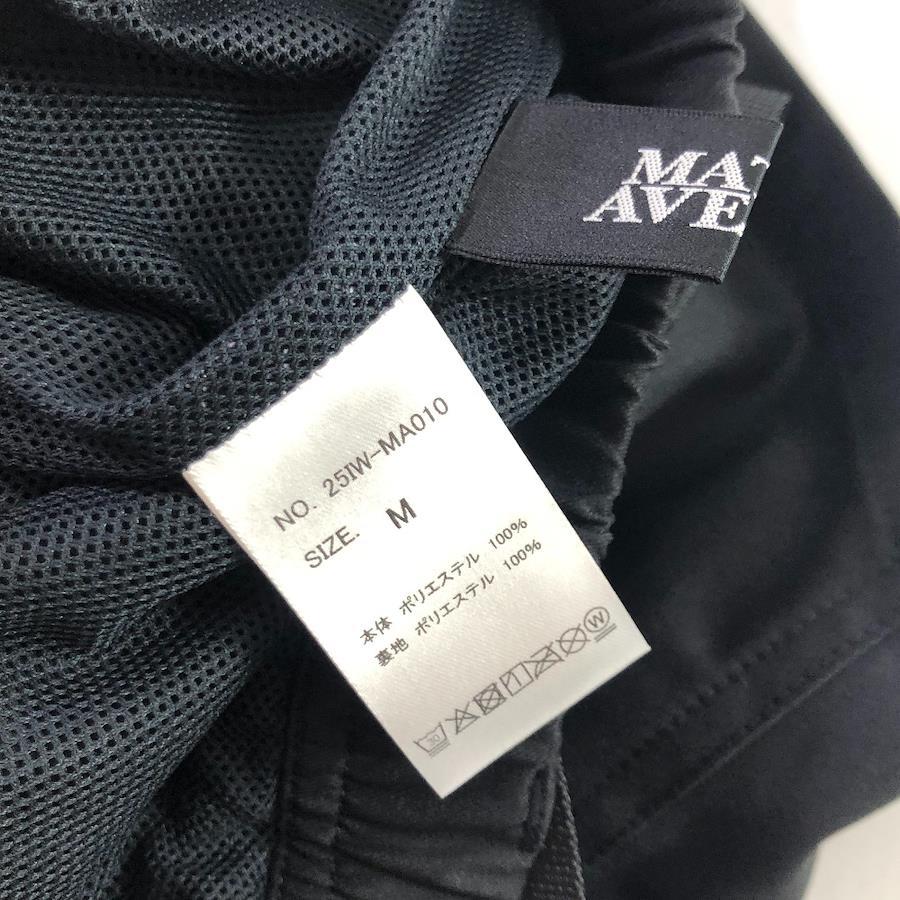 MA
AVE
NO. 25IW-MA010
SIZE. M
本体 ポリエステル 100%
裏地 ポリエステル 100%
30
W